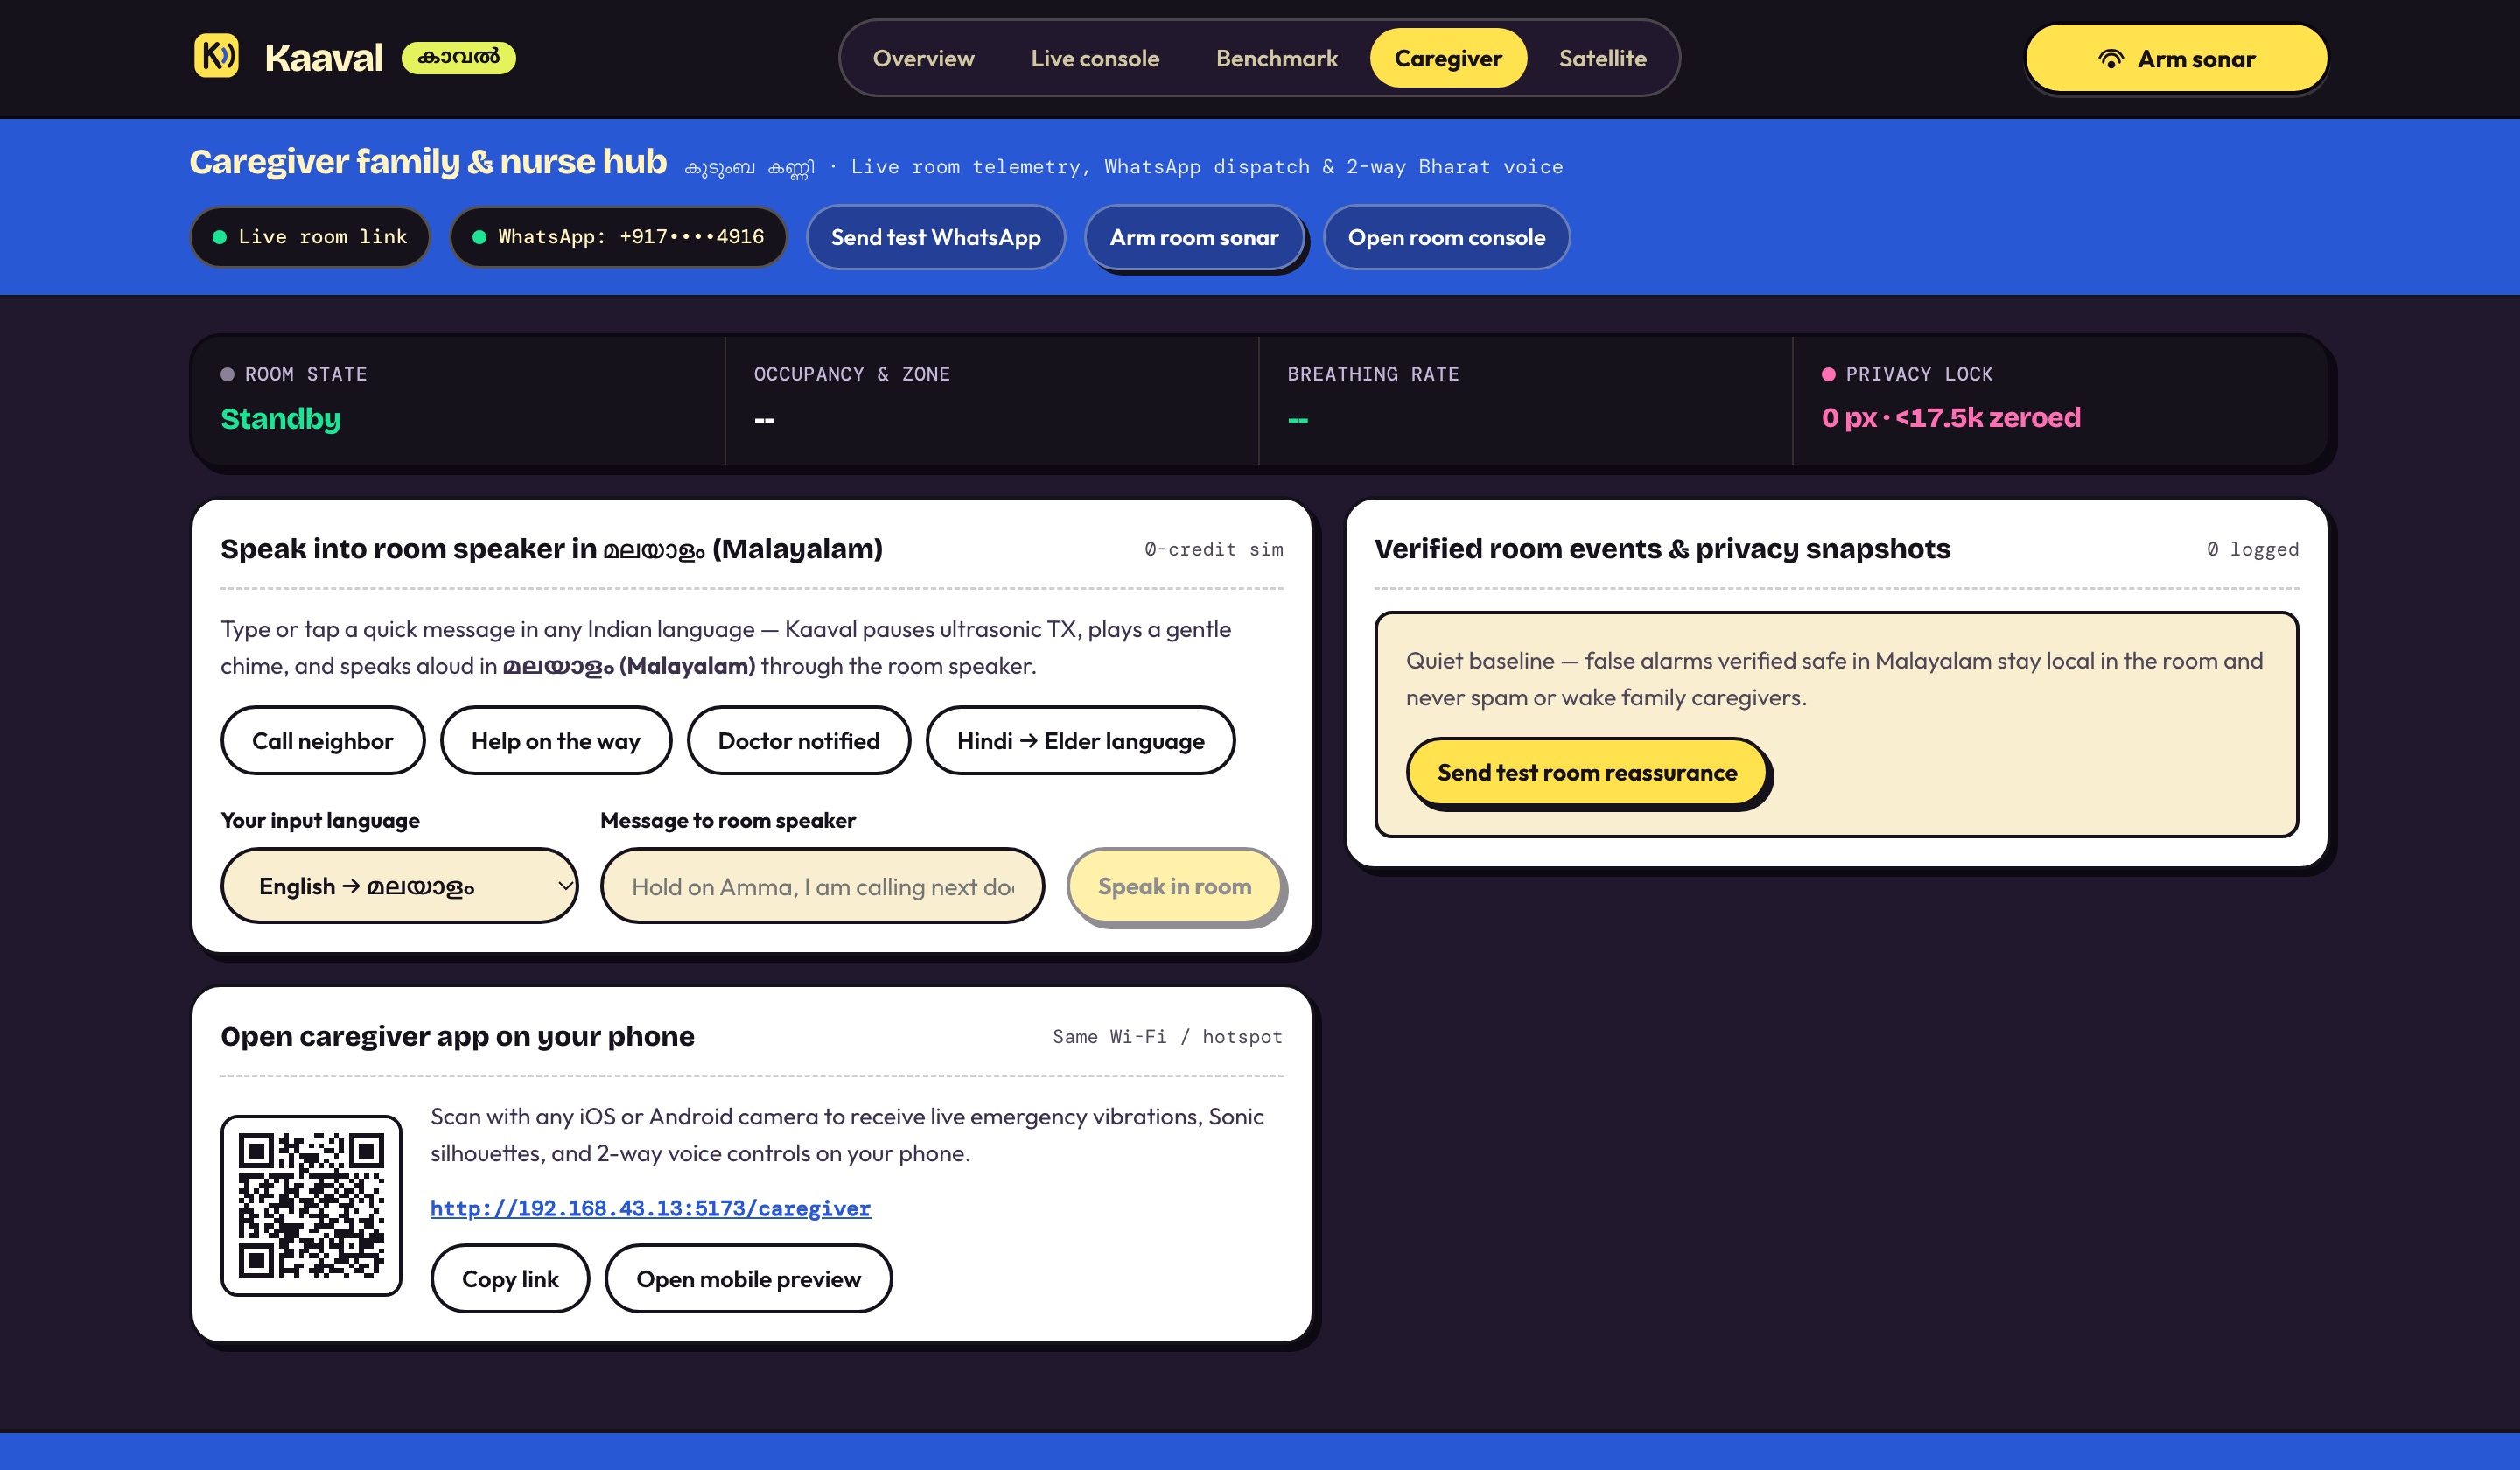 Kaaval കാവൽ
Overview Live console Benchmark Caregiver Satellite
Arm sonar
Caregiver family & nurse hub കുടുംബ കണ്ണി · Live room telemetry, WhatsApp dispatch & 2-way Bharat voice
Live room link WhatsApp: +917••••4916 Send test WhatsApp Arm room sonar Open room console
ROOM STATE
Standby
OCCUPANCY & ZONE
--
BREATHING RATE
--
PRIVACY LOCK
0 px · <17.5k zeroed
Speak into room speaker in മലയാളം (Malayalam) 0-credit sim
Type or tap a quick message in any Indian language — Kaaval pauses ultrasonic TX, plays a gentle
chime, and speaks aloud in മലയാളം (Malayalam) through the room speaker.
Call neighbor Help on the way Doctor notified Hindi → Elder language
Your input language Message to room speaker
English → മലയാളം Hold on Amma, I am calling next Speak in room
Verified room events & privacy snapshots 0 logged
Quiet baseline — false alarms verified safe in Malayalam stay local in the room and
never spam or wake family caregivers.
Send test room reassurance
Open caregiver app on your phone Same Wi-Fi / hotspot
Scan with any iOS or Android camera to receive live emergency vibrations, Sonic
silhouettes, and 2-way voice controls on your phone.
http://192.168.43.13:5173/caregiver
Copy link Open mobile preview